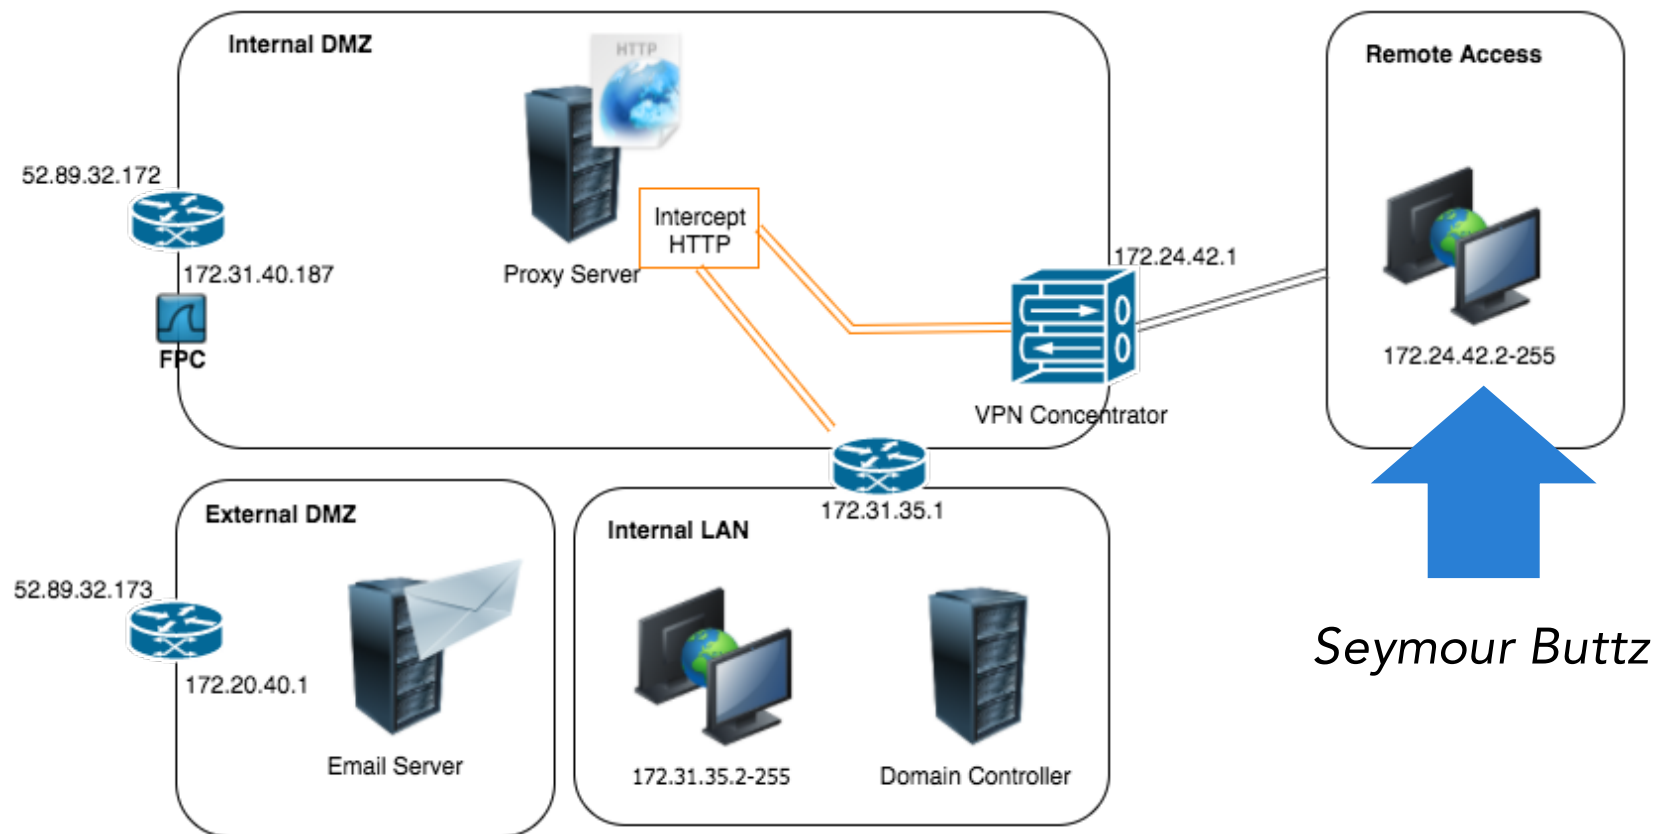 Internal DMZ
HTTP
Remote Access
52.89.32.172
Intercept
HTTP
Proxy Server
172.31.40.187
172.24.42.1
FPC
172.24.42.2-255
VPN Concentrator
External DMZ
Internal LAN
172.31.35.1
52.89.32.173
172.20.40.1
Seymour Buttz
Email Server
172.31.35.2-255
Domain Controller